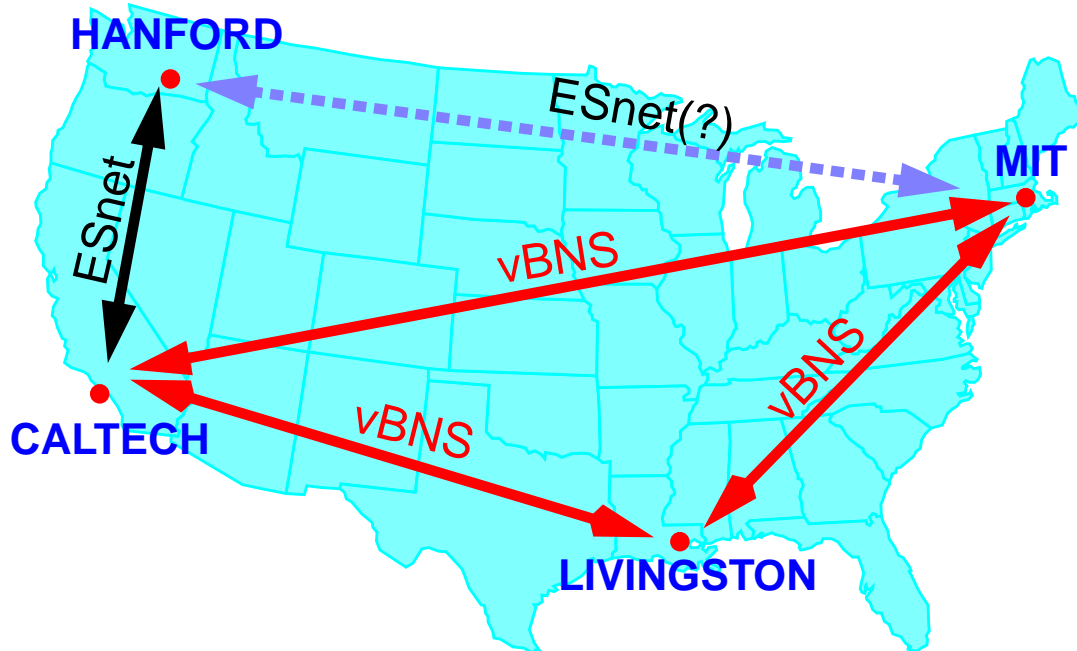 HANFORD
ESnet(?)
MIT
ESnet
vBNS
vBNS
vBNS
CALTECH
LIVINGSTON